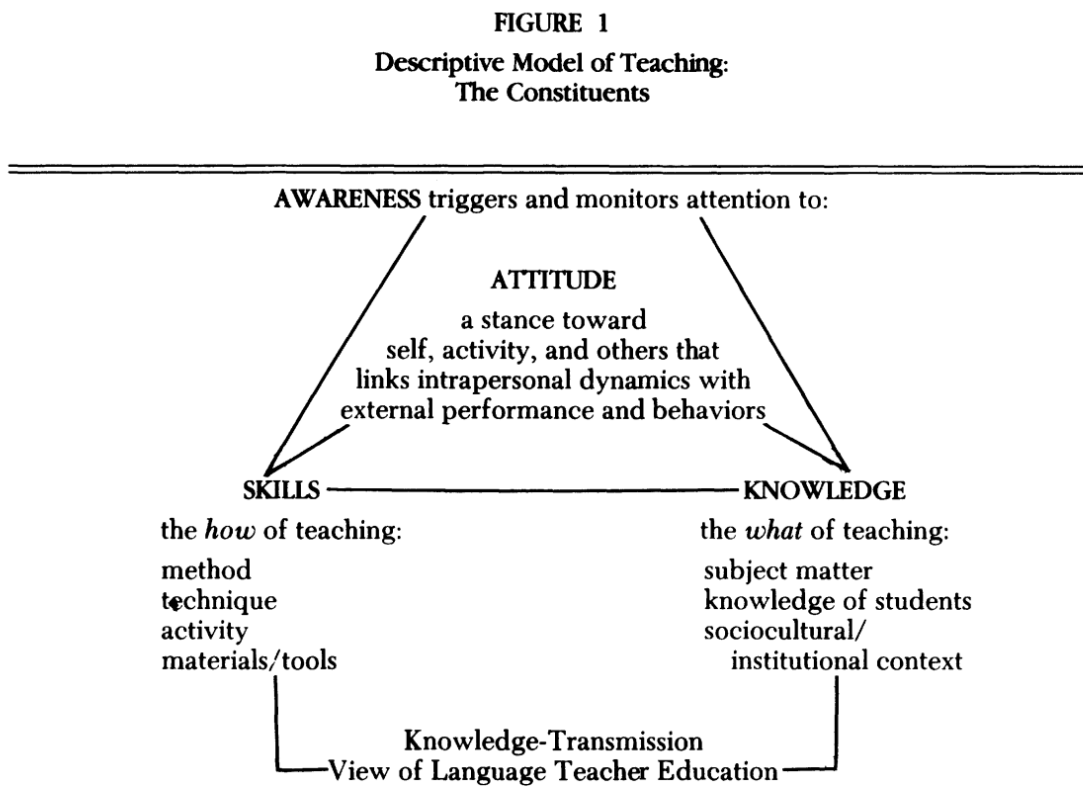 FIGURE 1
Descriptive Model of Teaching:
The Constituents
AWARENESS triggers and monitors attention to:
ATTITUDE
a stance toward
self, activity, and others that
links intrapersonal dynamics with
external performance and behaviors
SKILLS
the how of teaching:
method
technique
activity
materials/tools
KNOWLEDGE
the what of teaching:
subject matter
knowledge of students
sociocultural/
institutional context
Knowledge-Transmission
View of Language Teacher Education